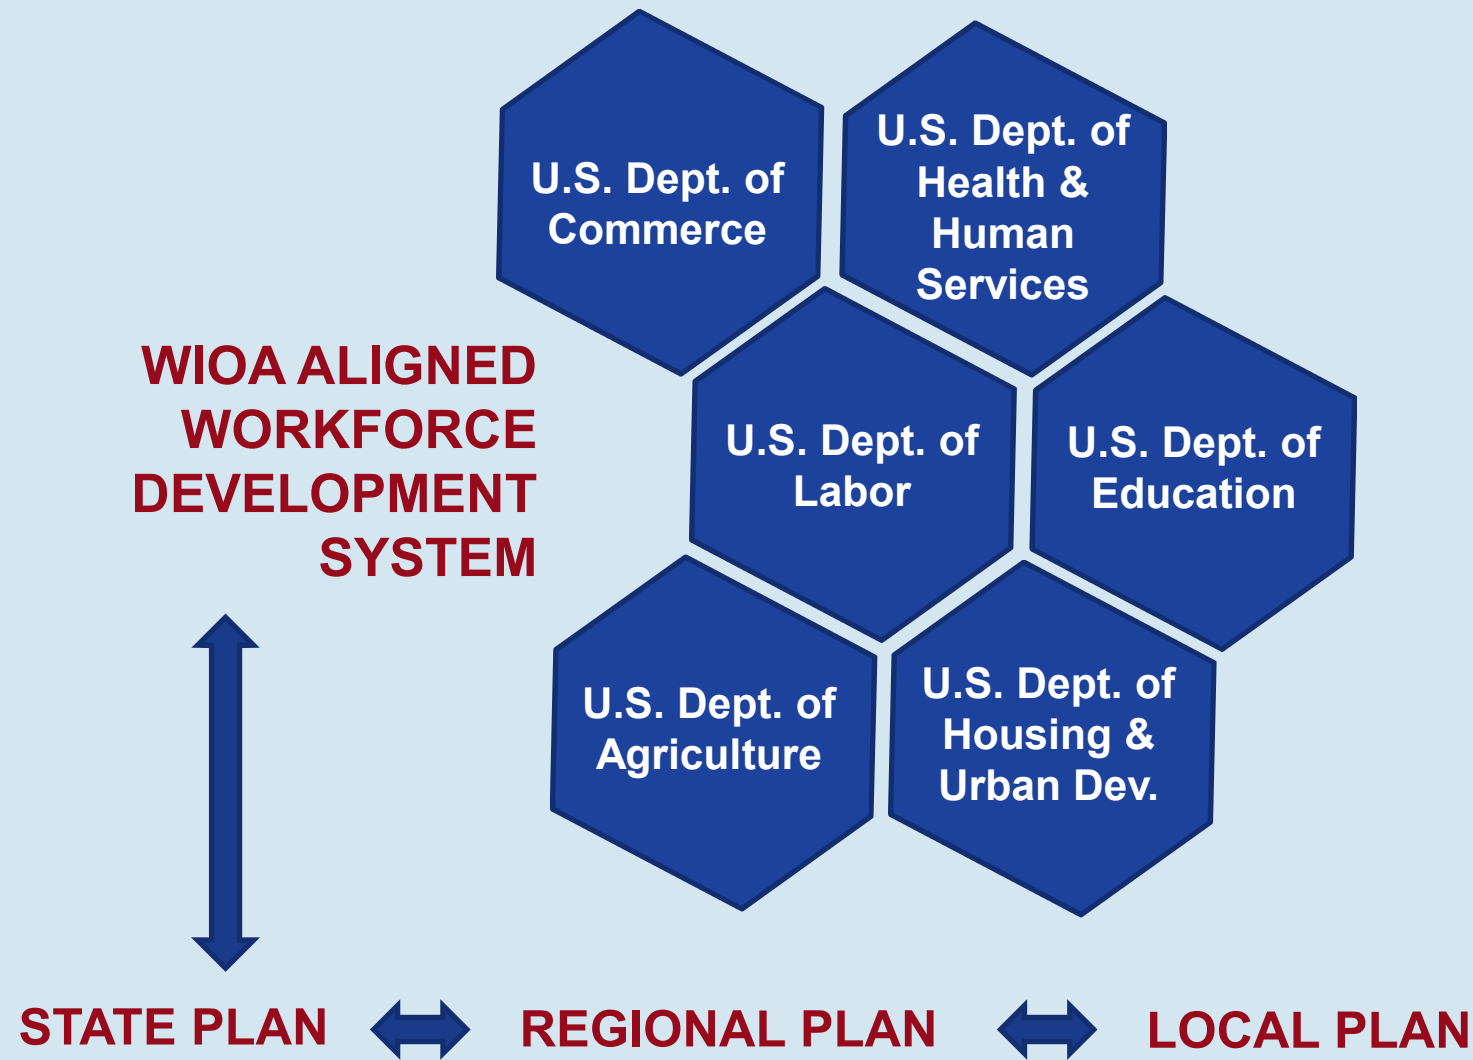 U.S. Dept. of
Commerce
U.S. Dept. of
Health &
Human
Services
WIOA ALIGNED
WORKFORCE
DEVELOPMENT
SYSTEM
U.S. Dept. of
Labor
U.S. Dept. of
Education
U.S. Dept. of
Agriculture
U.S. Dept. of
Housing &
Urban Dev.
STATE PLAN
REGIONAL PLAN
LOCAL PLAN